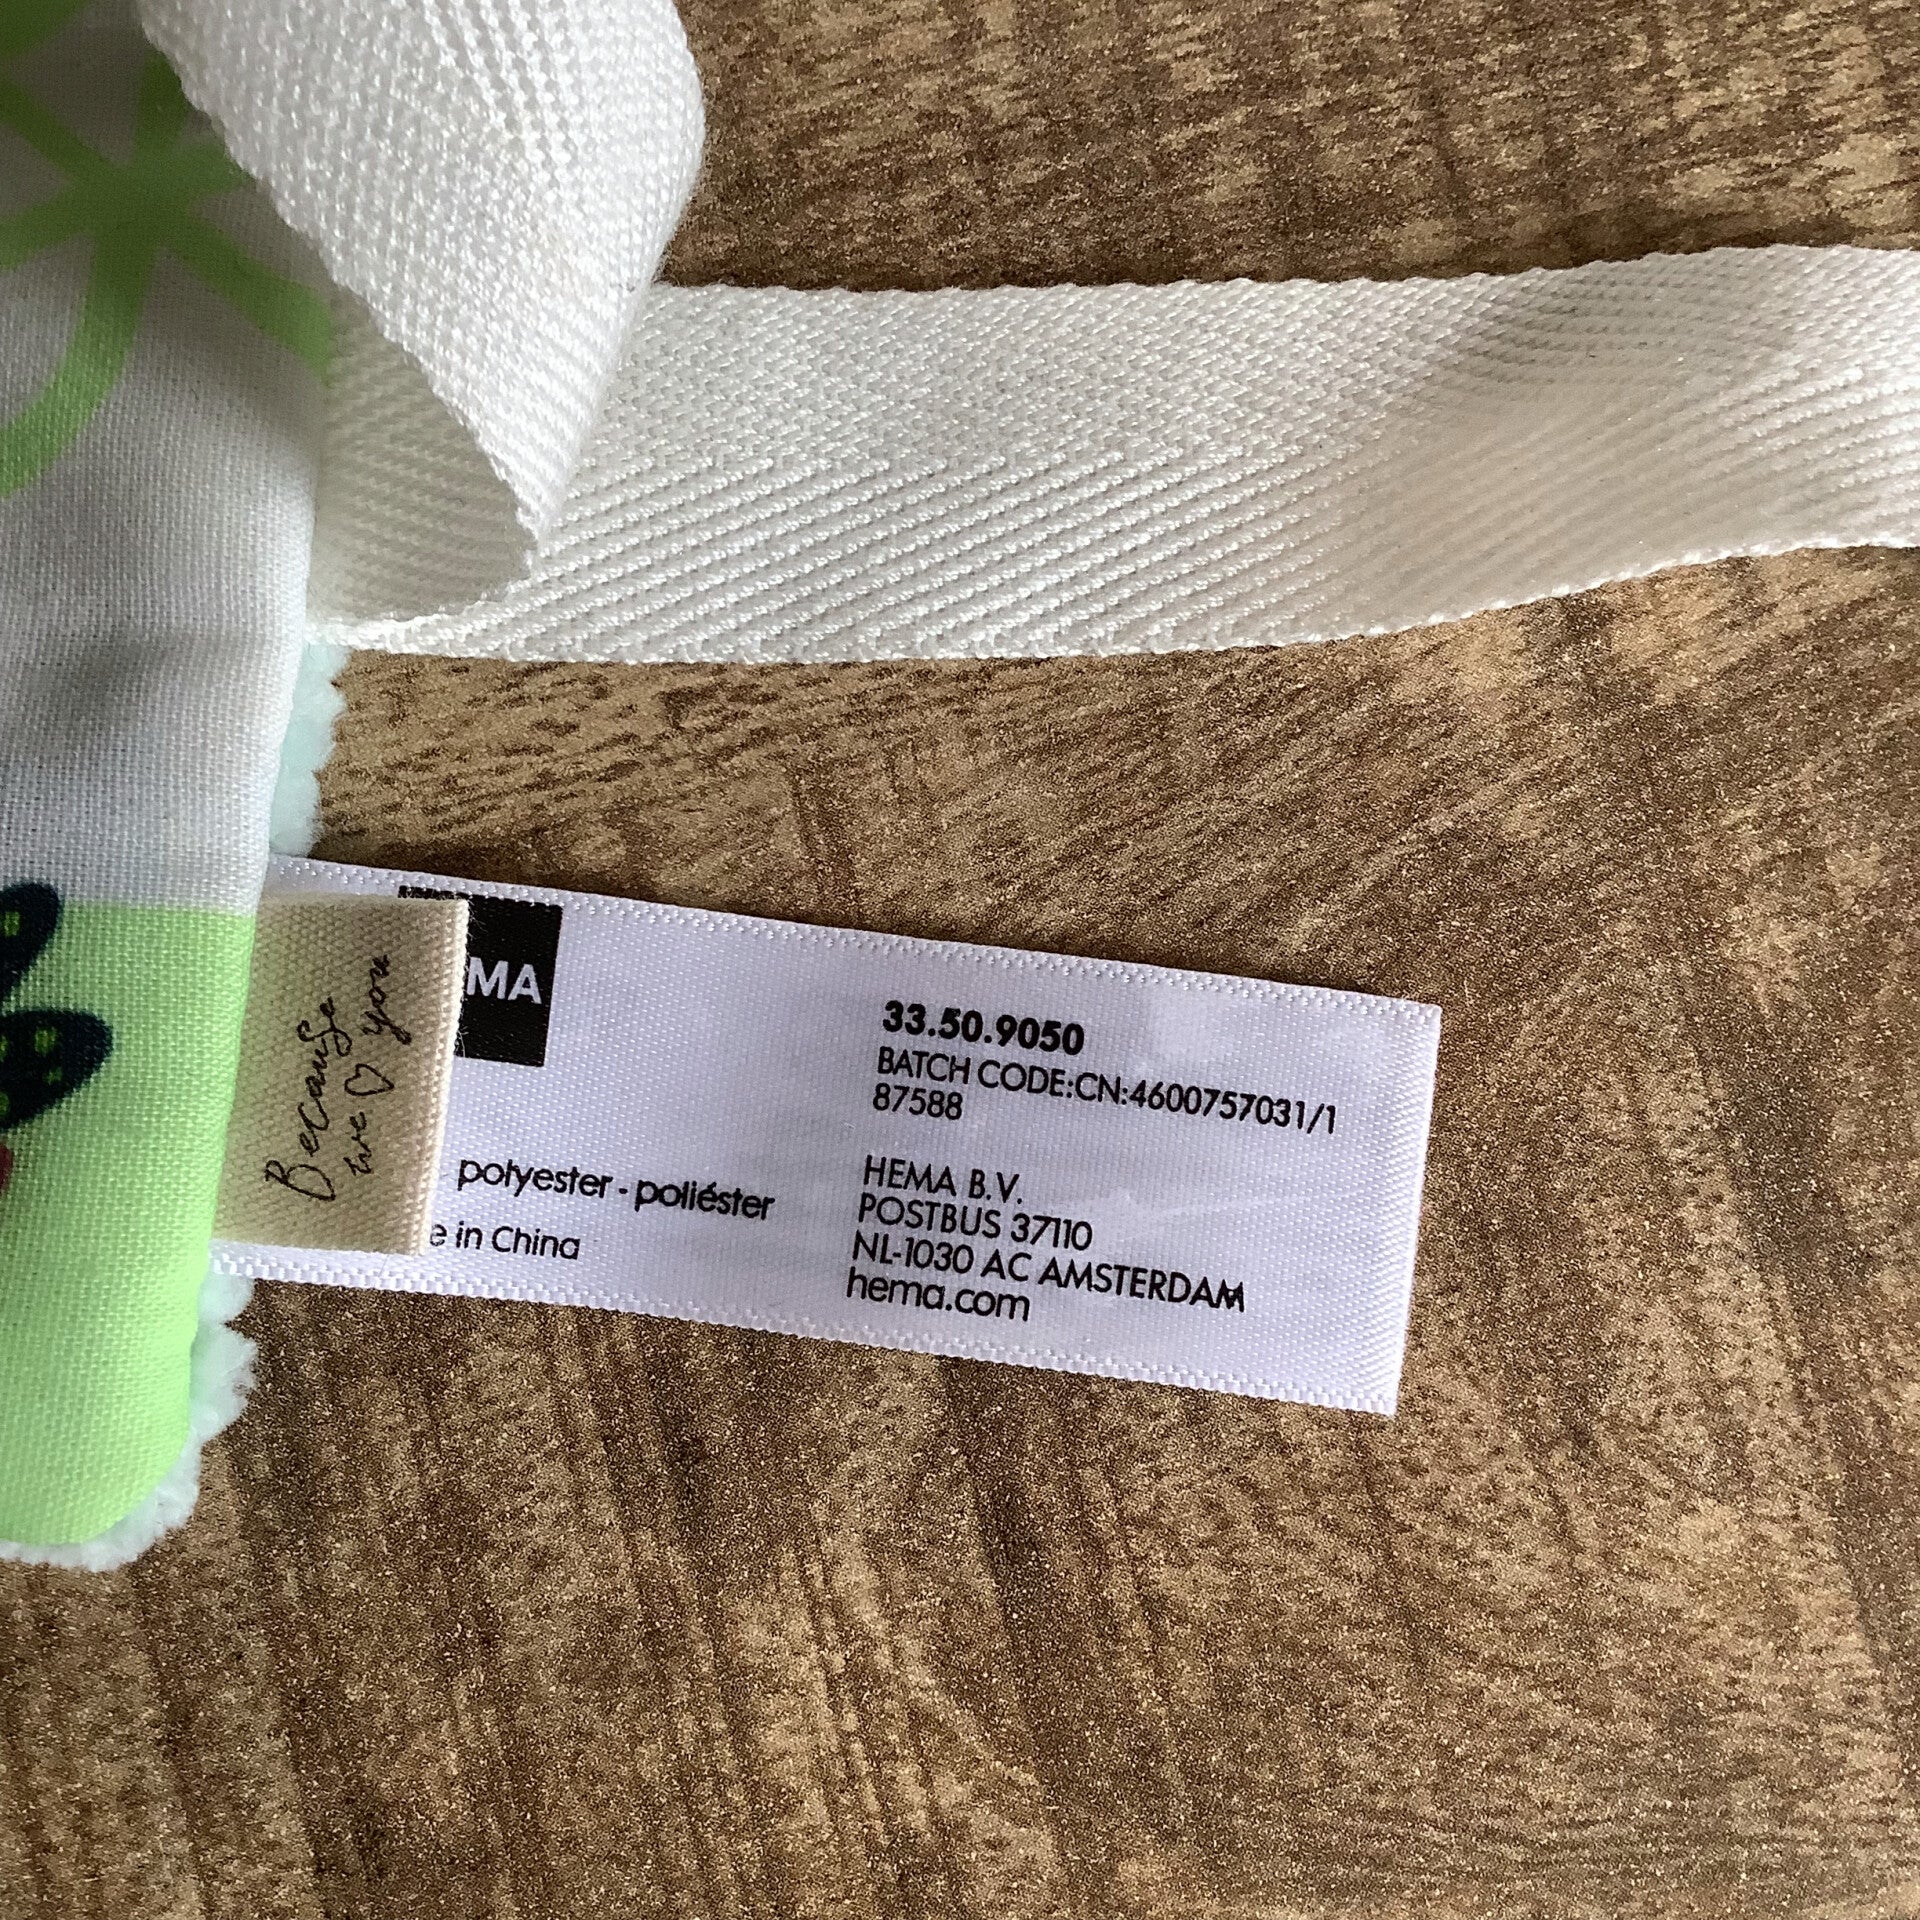 Because
we ♡ you
MA
polyester - poliéster
e in China
33.50.9050
BATCH CODE:CN:4600757031/1
87588
HEMA B.V.
POSTBUS 37110
NL-1030 AC AMSTERDAM
hema.com